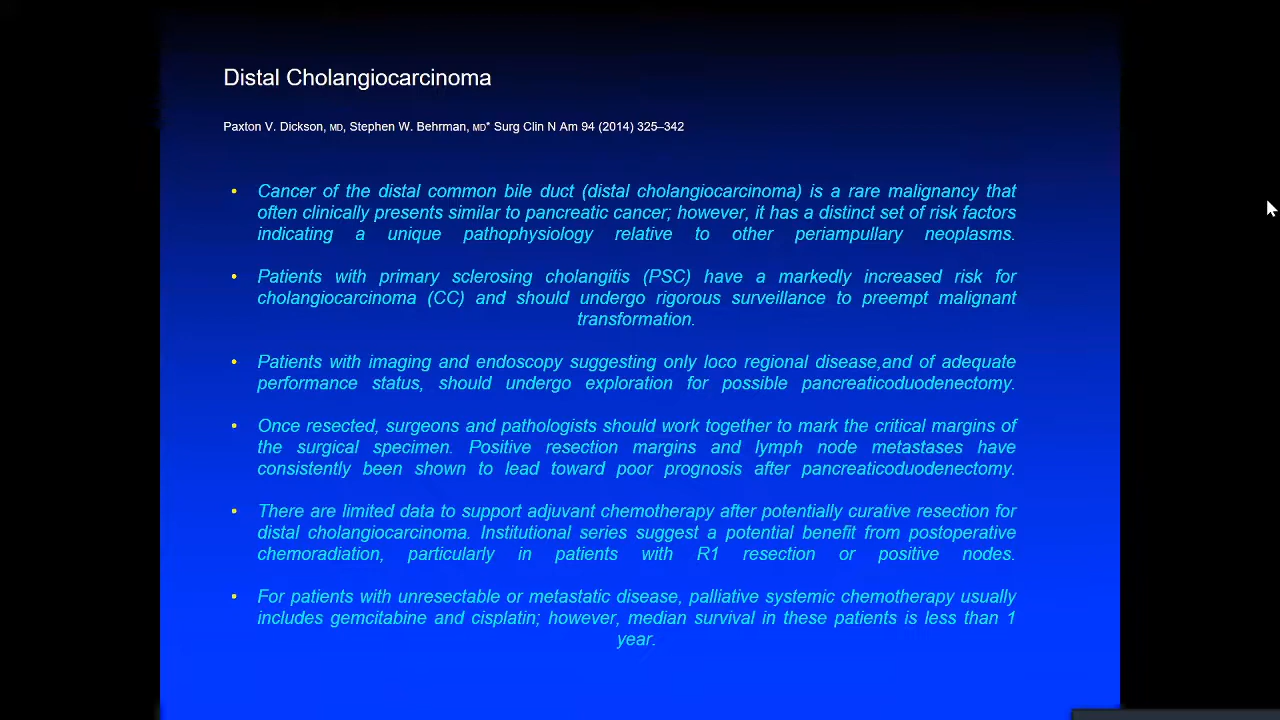 Distal Cholangiocarcinoma
Paxton V. Dickson, MD, Stephen W. Behrman, MD* Surg Clin N Am 94 (2014) 325–342
• Cancer of the distal common bile duct (distal cholangiocarcinoma) is a rare malignancy that
often clinically presents similar to pancreatic cancer; however, it has a distinct set of risk factors
indicating a unique pathophysiology relative to other periampullary neoplasms.
• Patients with primary sclerosing cholangitis (PSC) have a markedly increased risk for
cholangiocarcinoma (CC) and should undergo rigorous surveillance to preempt malignant
transformation.
• Patients with imaging and endoscopy suggesting only loco regional disease,and of adequate
performance status, should undergo exploration for possible pancreaticoduodenectomy.
• Once resected, surgeons and pathologists should work together to mark the critical margins of
the surgical specimen. Positive resection margins and lymph node metastases have
consistently been shown to lead toward poor prognosis after pancreaticoduodenectomy.
• There are limited data to support adjuvant chemotherapy after potentially curative resection for
distal cholangiocarcinoma. Institutional series suggest a potential benefit from postoperative
chemoradiation, particularly in patients with R1 resection or positive nodes.
• For patients with unresectable or metastatic disease, palliative systemic chemotherapy usually
includes gemcitabine and cisplatin; however, median survival in these patients is less than 1
year.